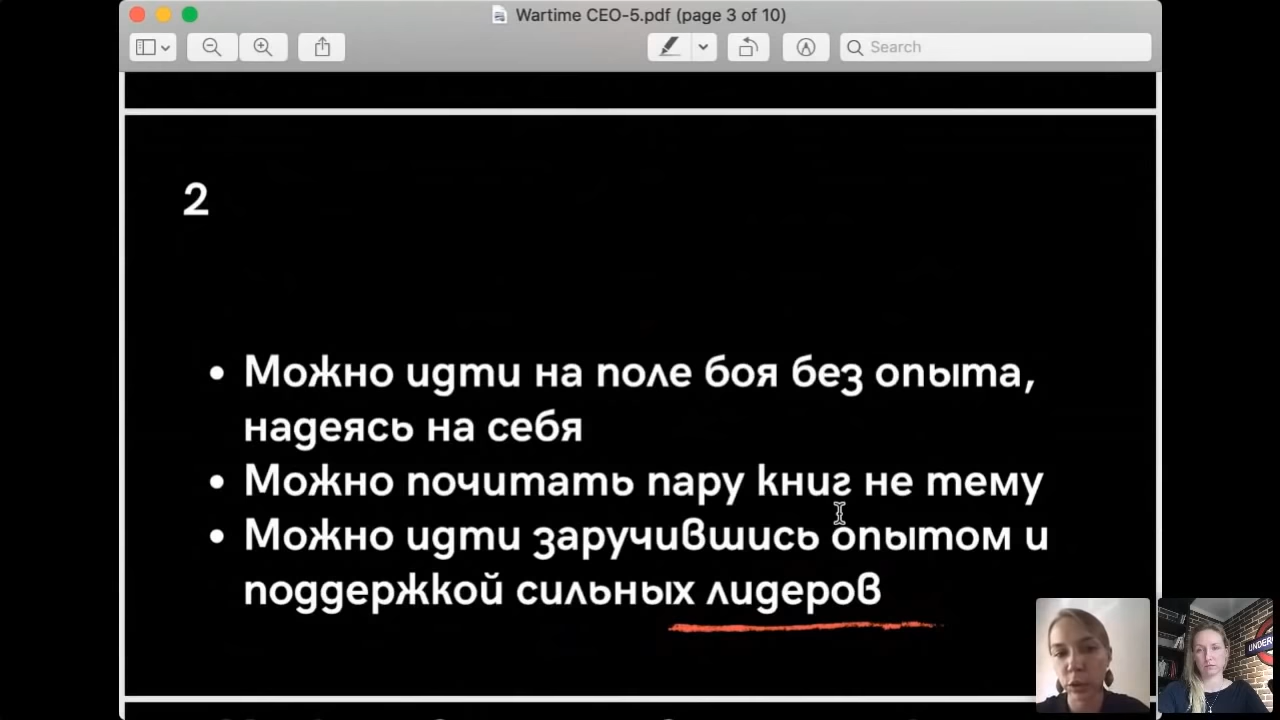 Wartime CEO-5.pdf (page 3 of 10)
Search
2
• Можно идти на поле боя без опыта,
надеясь на себя
• Можно почитать пару книг не тему
• Можно идти заручившись опытом и
поддержкой сильных лидеров
UNDER